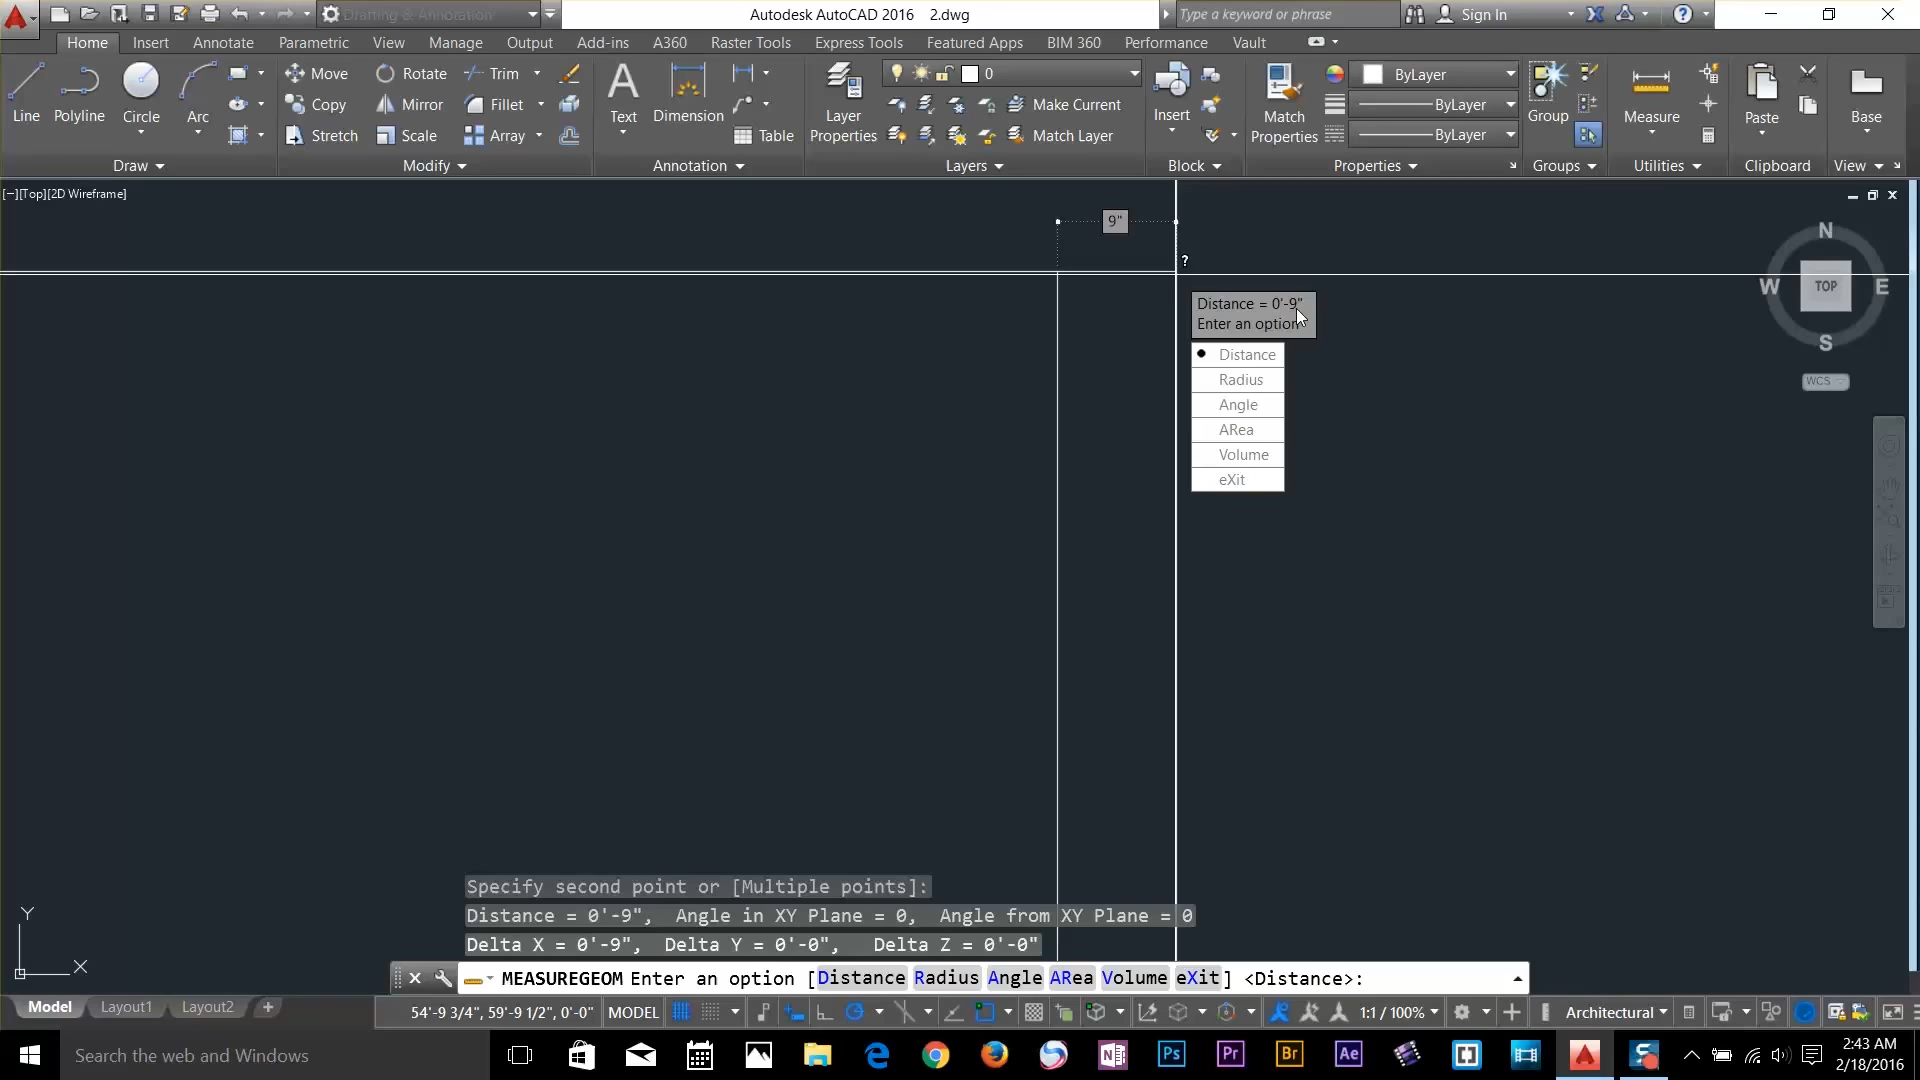 Drafting & Annotation
Autodesk AutoCAD 2016 2.dwg
Type a keyword or phrase
Sign In
Home Insert Annotate Parametric View Manage Output Add-ins A360 Raster Tools Express Tools Featured Apps BIM 360 Performance Vault
Line Polyline Circle Arc
Move Rotate Trim
Copy Mirror Fillet
Stretch Scale Array
Text Dimension Table
Layer Properties
0
Make Current
Match Layer
Insert
Match Properties
ByLayer
ByLayer
ByLayer
Group
Measure
Paste
Base
Draw Modify Annotation Layers Block Properties Groups Utilities Clipboard View
[−][Top][2D Wireframe]
9"
?
N
W TOP E
S
WCS
Distance = 0'-9"
Enter an option
Distance
Radius
Angle
ARea
Volume
eXit
Specify second point or [Multiple points]:
Distance = 0'-9", Angle in XY Plane = 0, Angle from XY Plane = 0
Delta X = 0'-9", Delta Y = 0'-0", Delta Z = 0'-0"
MEASUREGEOM Enter an option [Distance Radius Angle ARea Volume eXit] <Distance>:
Y
X
Model Layout1 Layout2 +
54'-9 3/4", 59'-9 1/2", 0'-0" MODEL
1:1 / 100%
Architectural
Search the web and Windows
N Ps Pr Br Ae
2:43 AM
2/18/2016